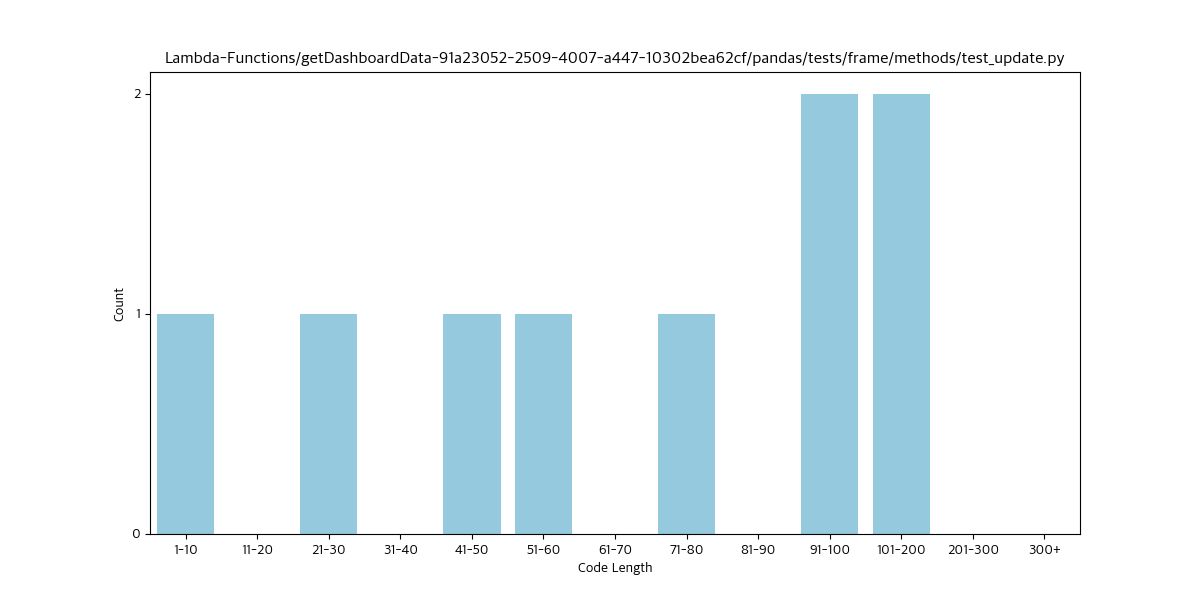 Lambda-Functions/getDashboardData-91a23052-2509-4007-a447-10302bea62cf/pandas/tests/frame/methods/test_update.py
2
1
0
Count
1-10 11-20 21-30 31-40 41-50 51-60 61-70 71-80 81-90 91-100 101-200 201-300 300+
Code Length